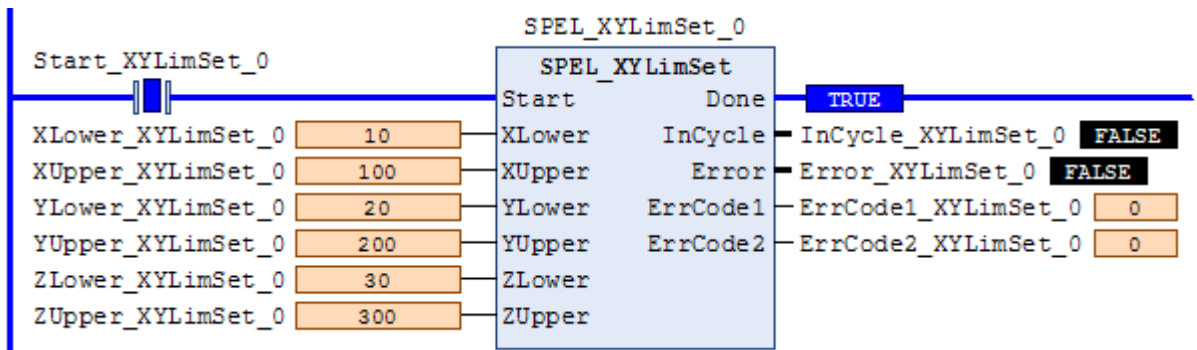 SPEL_XYLimSet_0
Start_XYLimSet_0
SPEL_XYLimSet
Start Done TRUE
XLower_XYLimSet_0 10 XLower InCycle InCycle_XYLimSet_0 FALSE
XUpper_XYLimSet_0 100 XUpper Error Error_XYLimSet_0 FALSE
YLower_XYLimSet_0 20 YLower ErrCode1 ErrCode1_XYLimSet_0 0
YUpper_XYLimSet_0 200 YUpper ErrCode2 ErrCode2_XYLimSet_0 0
ZLower_XYLimSet_0 30 ZLower
ZUpper_XYLimSet_0 300 ZUpper